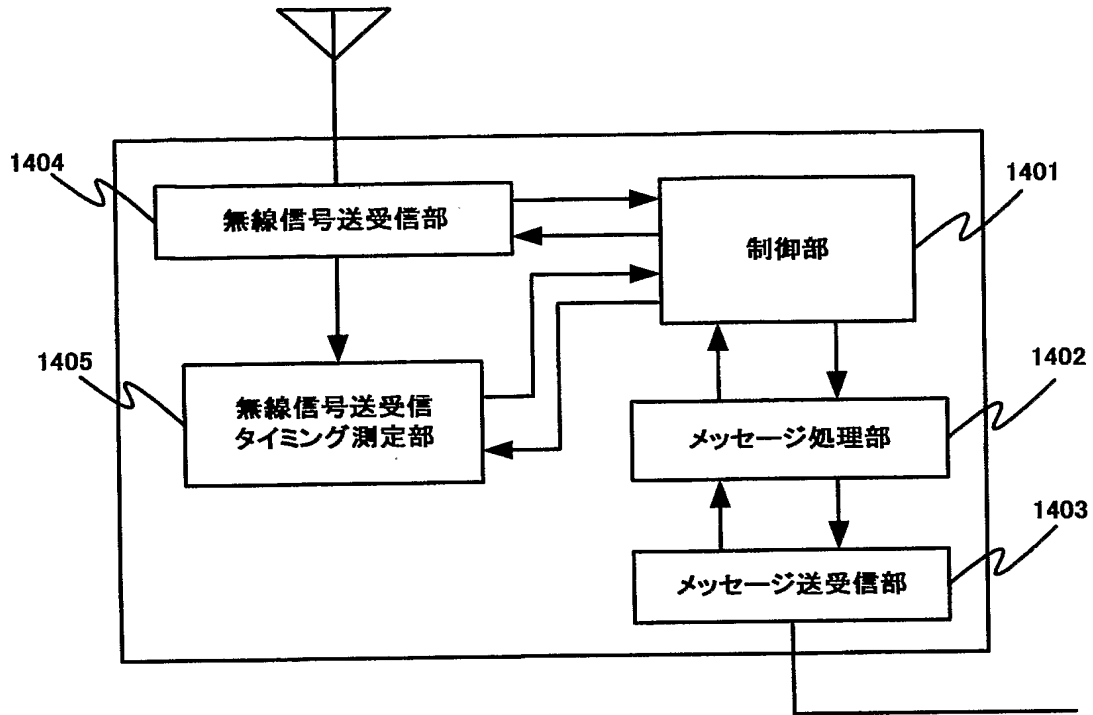 1404
無線信号送受信部
1401
制御部
1405
無線信号送受信
タイミング測定部
1402
メッセージ処理部
1403
メッセージ送受信部